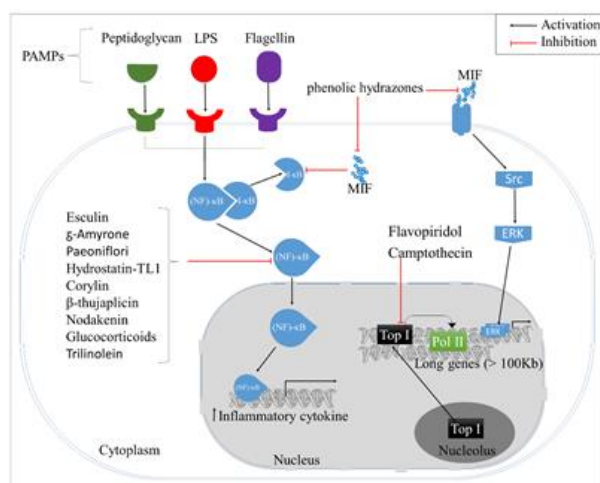 Activation
Inhibition
Peptidoglycan LPS Flagellin
PAMPs
MIF
phenolic hydrazones
(NF)-κB
I-κB
I-κB
MIF
Src
ERK
Esculin
ƹ-Amyrone
Paeoniflori
Hydrostatin-TL1
Corylin
β-thujaplicin
Nodakenin
Glucocorticoids
Trilinolein
(NF)-κB
Flavopiridol
Camptothecin
(NF)-κB
Top I
Pol II
ERK
Long genes (> 100Kb)
(NF)-κB
Inflammatory cytokine
Top I
Nucleolus
Cytoplasm
Nucleus